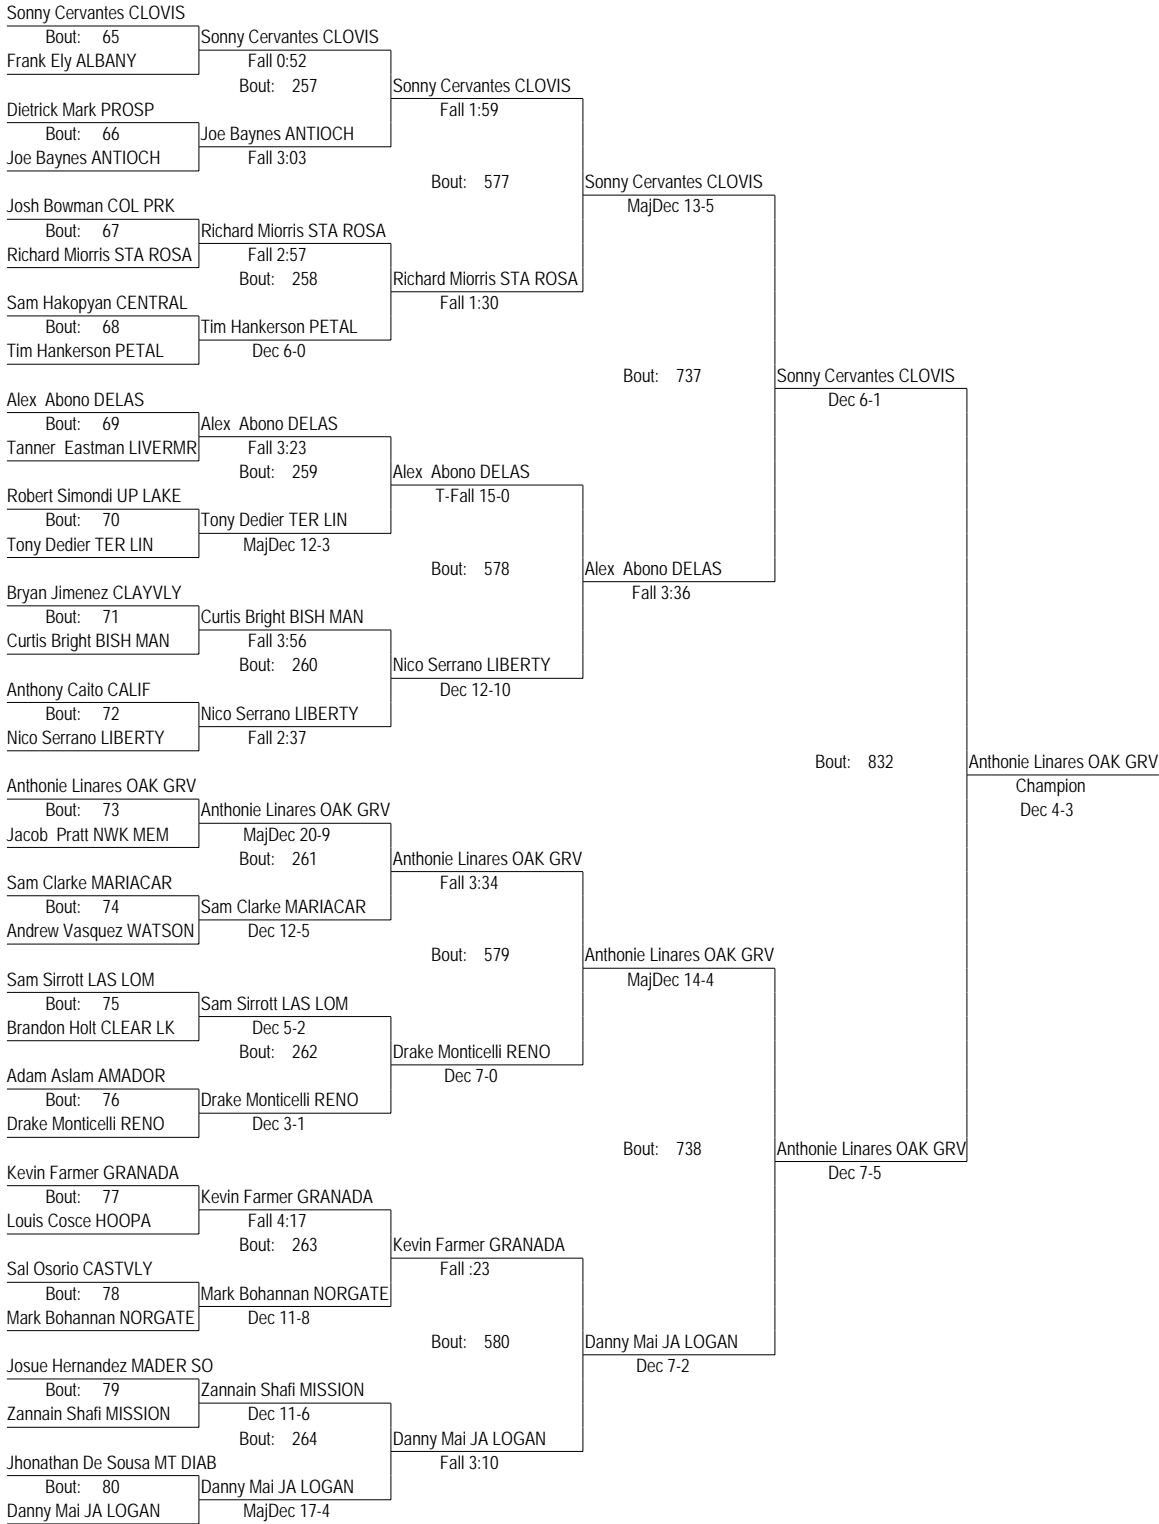 Sonny Cervantes CLOVIS
Bout: 65
Sonny Cervantes CLOVIS
Frank Ely ALBANY
Fall 0:52
Bout: 257
Sonny Cervantes CLOVIS
Dietrick Mark PROSP
Fall 1:59
Bout: 66
Joe Baynes ANTIOCH
Joe Baynes ANTIOCH
Fall 3:03
Bout: 577
Sonny Cervantes CLOVIS
Josh Bowman COL PRK
MajDec 13-5
Bout: 67
Richard Miorris STA ROSA
Richard Miorris STA ROSA
Fall 2:57
Bout: 258
Richard Miorris STA ROSA
Sam Hakopyan CENTRAL
Fall 1:30
Bout: 68
Tim Hankerson PETAL
Tim Hankerson PETAL
Dec 6-0
Bout: 737
Sonny Cervantes CLOVIS
Alex Abono DELAS
Dec 6-1
Bout: 69
Alex Abono DELAS
Tanner Eastman LIVERMR
Fall 3:23
Bout: 259
Alex Abono DELAS
Robert Simondi UP LAKE
T-Fall 15-0
Bout: 70
Tony Dedier TER LIN
Tony Dedier TER LIN
MajDec 12-3
Bout: 578
Alex Abono DELAS
Bryan Jimenez CLAYVLY
Fall 3:36
Bout: 71
Curtis Bright BISH MAN
Curtis Bright BISH MAN
Fall 3:56
Bout: 260
Nico Serrano LIBERTY
Anthony Caito CALIF
Dec 12-10
Bout: 72
Nico Serrano LIBERTY
Nico Serrano LIBERTY
Fall 2:37
Bout: 832
Anthonie Linares OAK GRV
Anthonie Linares OAK GRV
Champion
Bout: 73
Anthonie Linares OAK GRV
Dec 4-3
Jacob Pratt NWK MEM
MajDec 20-9
Bout: 261
Anthonie Linares OAK GRV
Sam Clarke MARIACAR
Fall 3:34
Bout: 74
Sam Clarke MARIACAR
Andrew Vasquez WATSON
Dec 12-5
Bout: 579
Anthonie Linares OAK GRV
Sam Sirrott LAS LOM
MajDec 14-4
Bout: 75
Sam Sirrott LAS LOM
Brandon Holt CLEAR LK
Dec 5-2
Bout: 262
Drake Monticelli RENO
Adam Aslam AMADOR
Dec 7-0
Bout: 76
Drake Monticelli RENO
Drake Monticelli RENO
Dec 3-1
Bout: 738
Anthonie Linares OAK GRV
Kevin Farmer GRANADA
Dec 7-5
Bout: 77
Kevin Farmer GRANADA
Louis Cosce HOOPA
Fall 4:17
Bout: 263
Kevin Farmer GRANADA
Sal Osorio CASTVLY
Fall :23
Bout: 78
Mark Bohannan NORGATE
Mark Bohannan NORGATE
Dec 11-8
Bout: 580
Danny Mai JA LOGAN
Josue Hernandez MADER SO
Dec 7-2
Bout: 79
Zannain Shafi MISSION
Zannain Shafi MISSION
Dec 11-6
Bout: 264
Danny Mai JA LOGAN
Jhonathan De Sousa MT DIAB
Fall 3:10
Bout: 80
Danny Mai JA LOGAN
Danny Mai JA LOGAN
MajDec 17-4